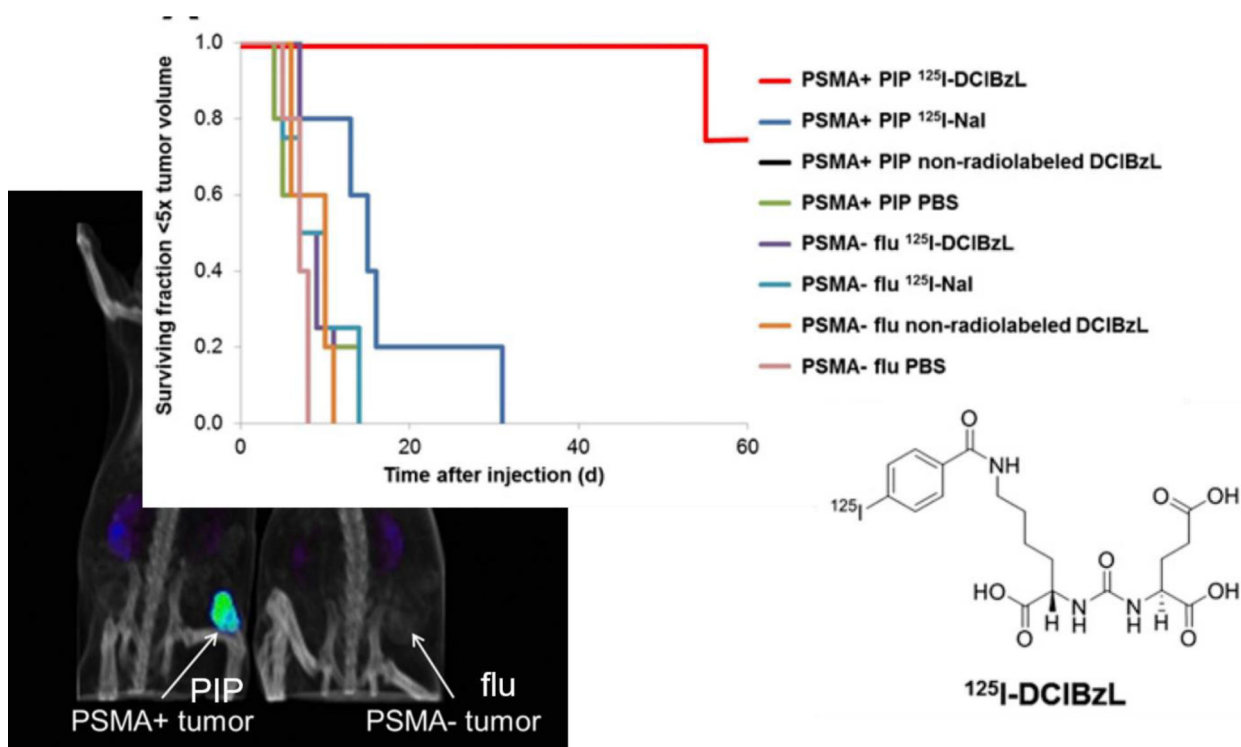 1.0
0.8
0.6
0.4
0.2
0.0
0
20
40
60
Surviving fraction <5x tumor volume
Time after injection (d)
PSMA+ PIP ¹²⁵I-DCIBzL
PSMA+ PIP ¹²⁵I-NaI
PSMA+ PIP non-radiolabeled DCIBzL
PSMA+ PIP PBS
PSMA- flu ¹²⁵I-DCIBzL
PSMA- flu ¹²⁵I-NaI
PSMA- flu non-radiolabeled DCIBzL
PSMA- flu PBS
PIP
PSMA+ tumor
flu
PSMA- tumor
O
NH
¹²⁵I
O
OH
HO
O
O
N
H
N
H
H
H
OH
O
¹²⁵I-DCIBzL